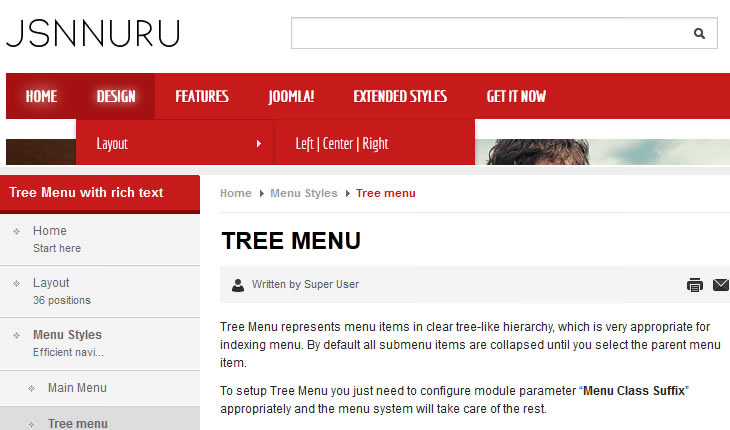 JSNNURU
HOME DESIGN FEATURES JOOMLA! EXTENDED STYLES GET IT NOW
Layout Left | Center | Right
Tree Menu with rich text
Home
Start here
Layout
36 positions
Menu Styles
Efficient navi...
Main Menu
Tree menu
Home Menu Styles Tree menu
TREE MENU
Written by Super User
Tree Menu represents menu items in clear tree-like hierarchy, which is very appropriate for
indexing menu. By default all submenu items are collapsed until you select the parent menu
item.
To setup Tree Menu you just need to configure module parameter “Menu Class Suffix”
appropriately and the menu system will take care of the rest.